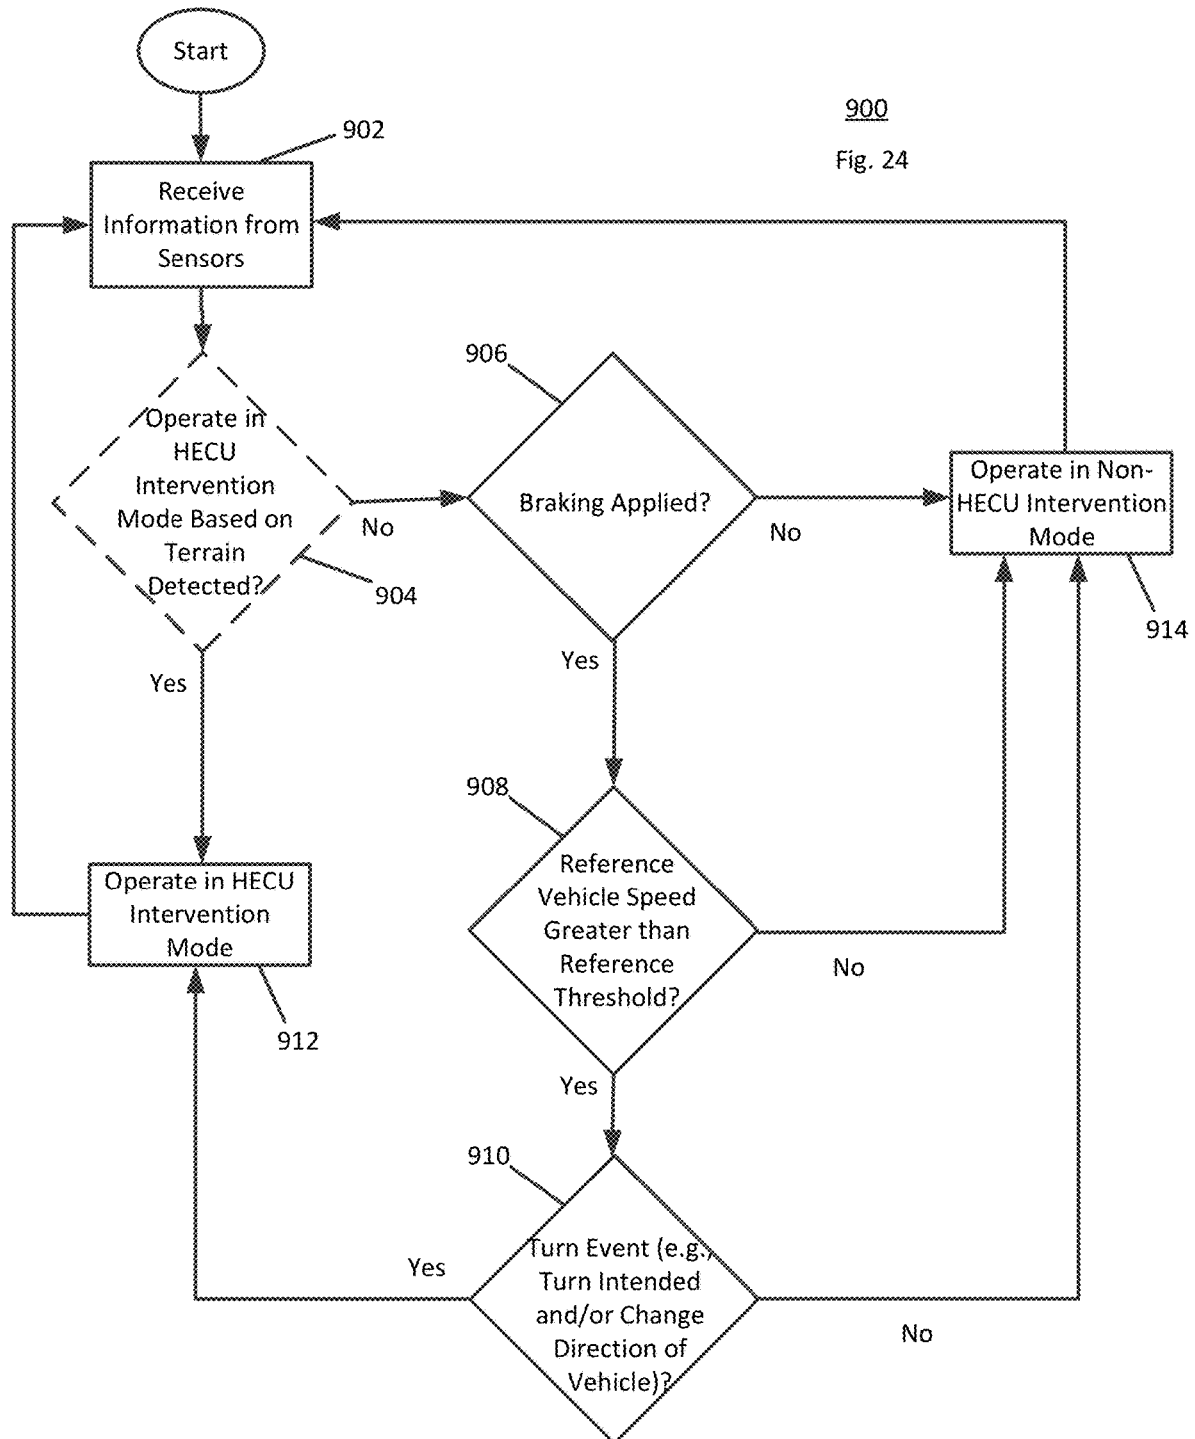 Start
900
Fig. 24
902
Receive
Information from
Sensors
906
Operate in
HECU
Intervention
Mode Based on
Terrain
Detected?
No
904
Braking Applied?
No
Operate in Non-
HECU Intervention
Mode
914
Yes
Yes
908
Reference
Vehicle Speed
Greater than
Reference
Threshold?
No
Operate in HECU
Intervention
Mode
912
Yes
910
Turn Event (e.g.,
Turn Intended
and/or Change
Direction of
Vehicle)?
Yes
No